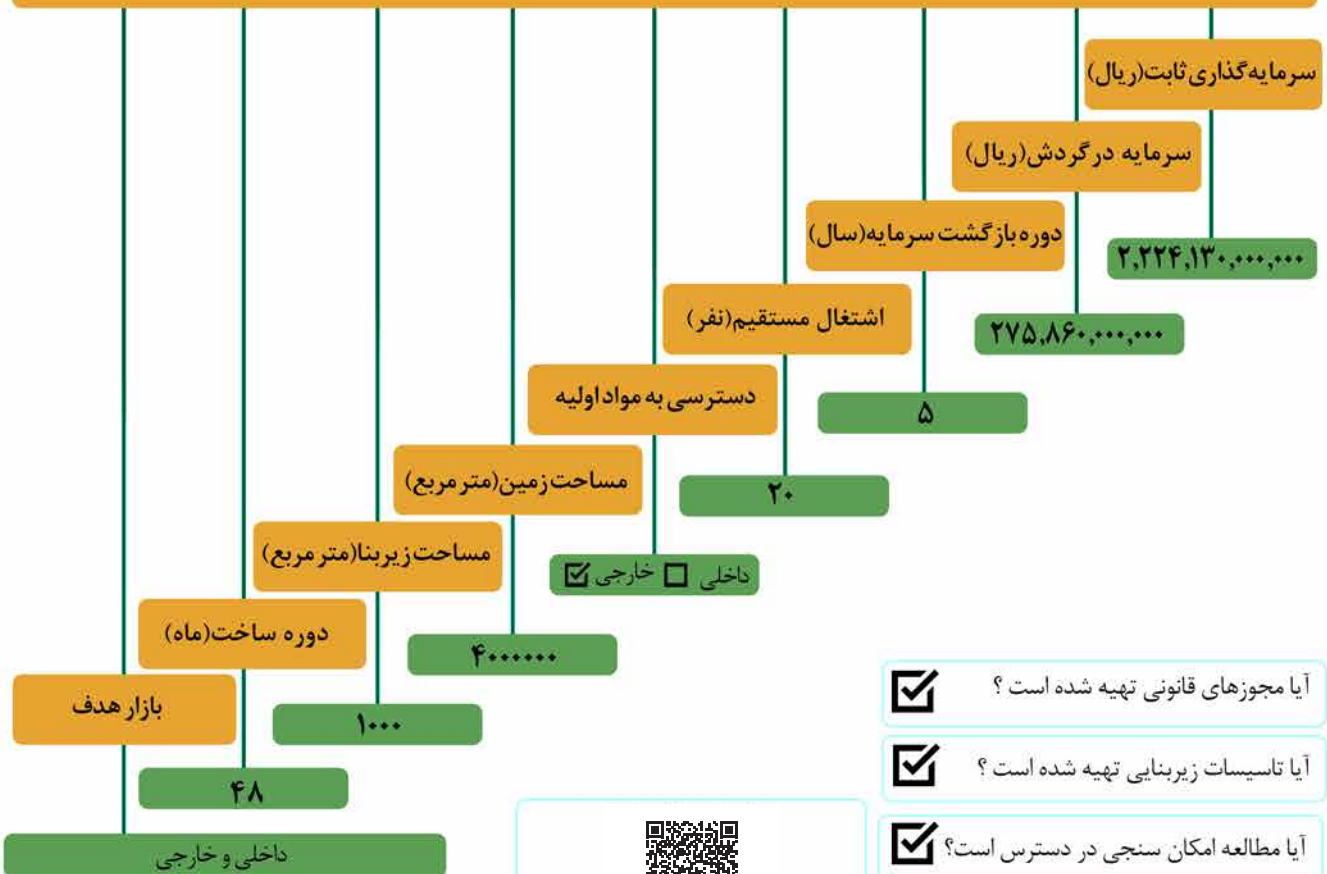 سرمایه‌گذاری ثابت(ریال)
۲,۲۲۴,۱۳۰,۰۰۰,۰۰۰
سرمایه در گردش(ریال)
۲۷۵,۸۶۰,۰۰۰,۰۰۰
دوره بازگشت سرمایه(سال)
۵
اشتغال مستقیم(نفر)
۲۰
دسترسی به مواد اولیه
داخلی ☐ خارجی ☑
مساحت زمین(متر مربع)
۴۰۰۰۰۰۰
مساحت زیربنا(متر مربع)
۱۰۰۰
دوره ساخت(ماه)
۴۸
بازار هدف
داخلی و خارجی
آیا مجوزهای قانونی تهیه شده است ؟ ☑
آیا تاسیسات زیربنایی تهیه شده است ؟ ☑
آیا مطالعه امکان سنجی در دسترس است؟ ☑